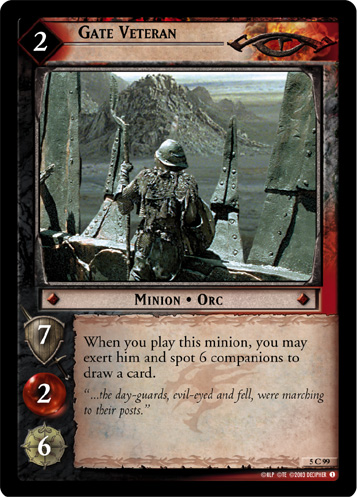 2
GATE VETERAN
MINION • ORC
7
When you play this minion, you may
exert him and spot 6 companions to
draw a card.
2
"...the day-guards, evil-eyed and fell, were marching
to their posts."
6
5 C 99
©NLP ©TE ©2003 DECIPHER